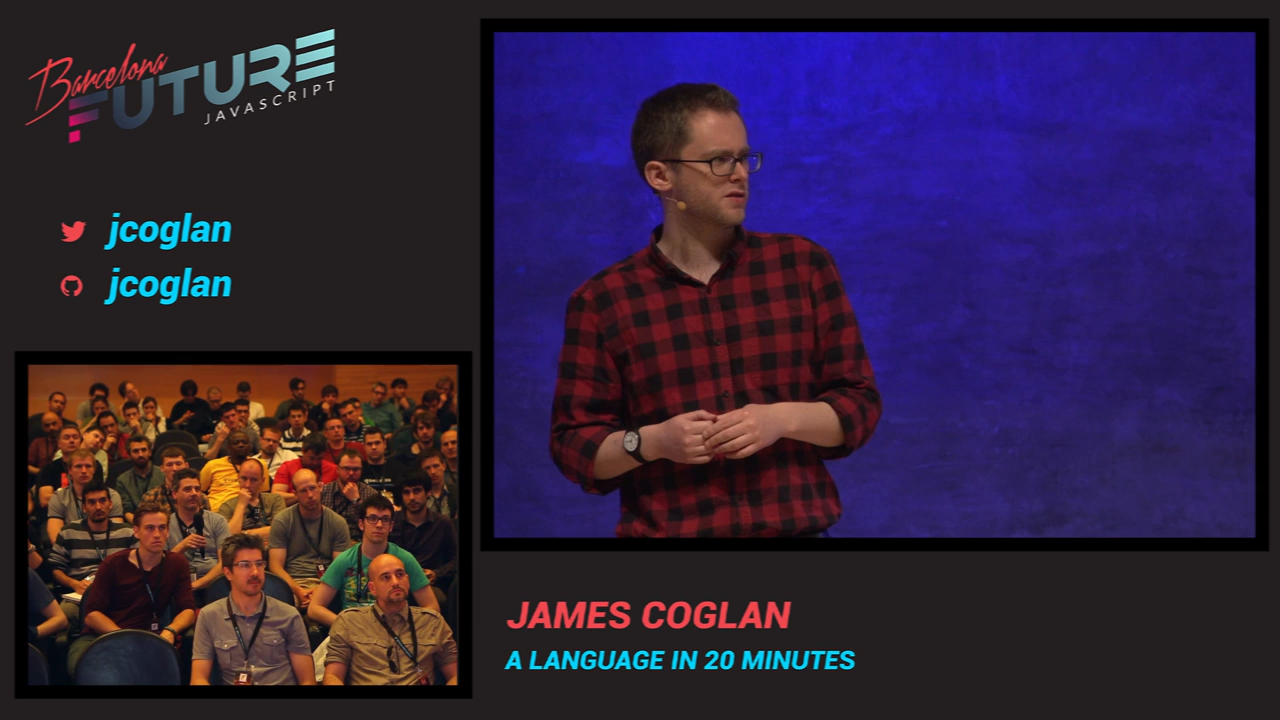 Barcelona
FUTURE
JAVASCRIPT
jcoglan
jcoglan
JAMES COGLAN
A LANGUAGE IN 20 MINUTES